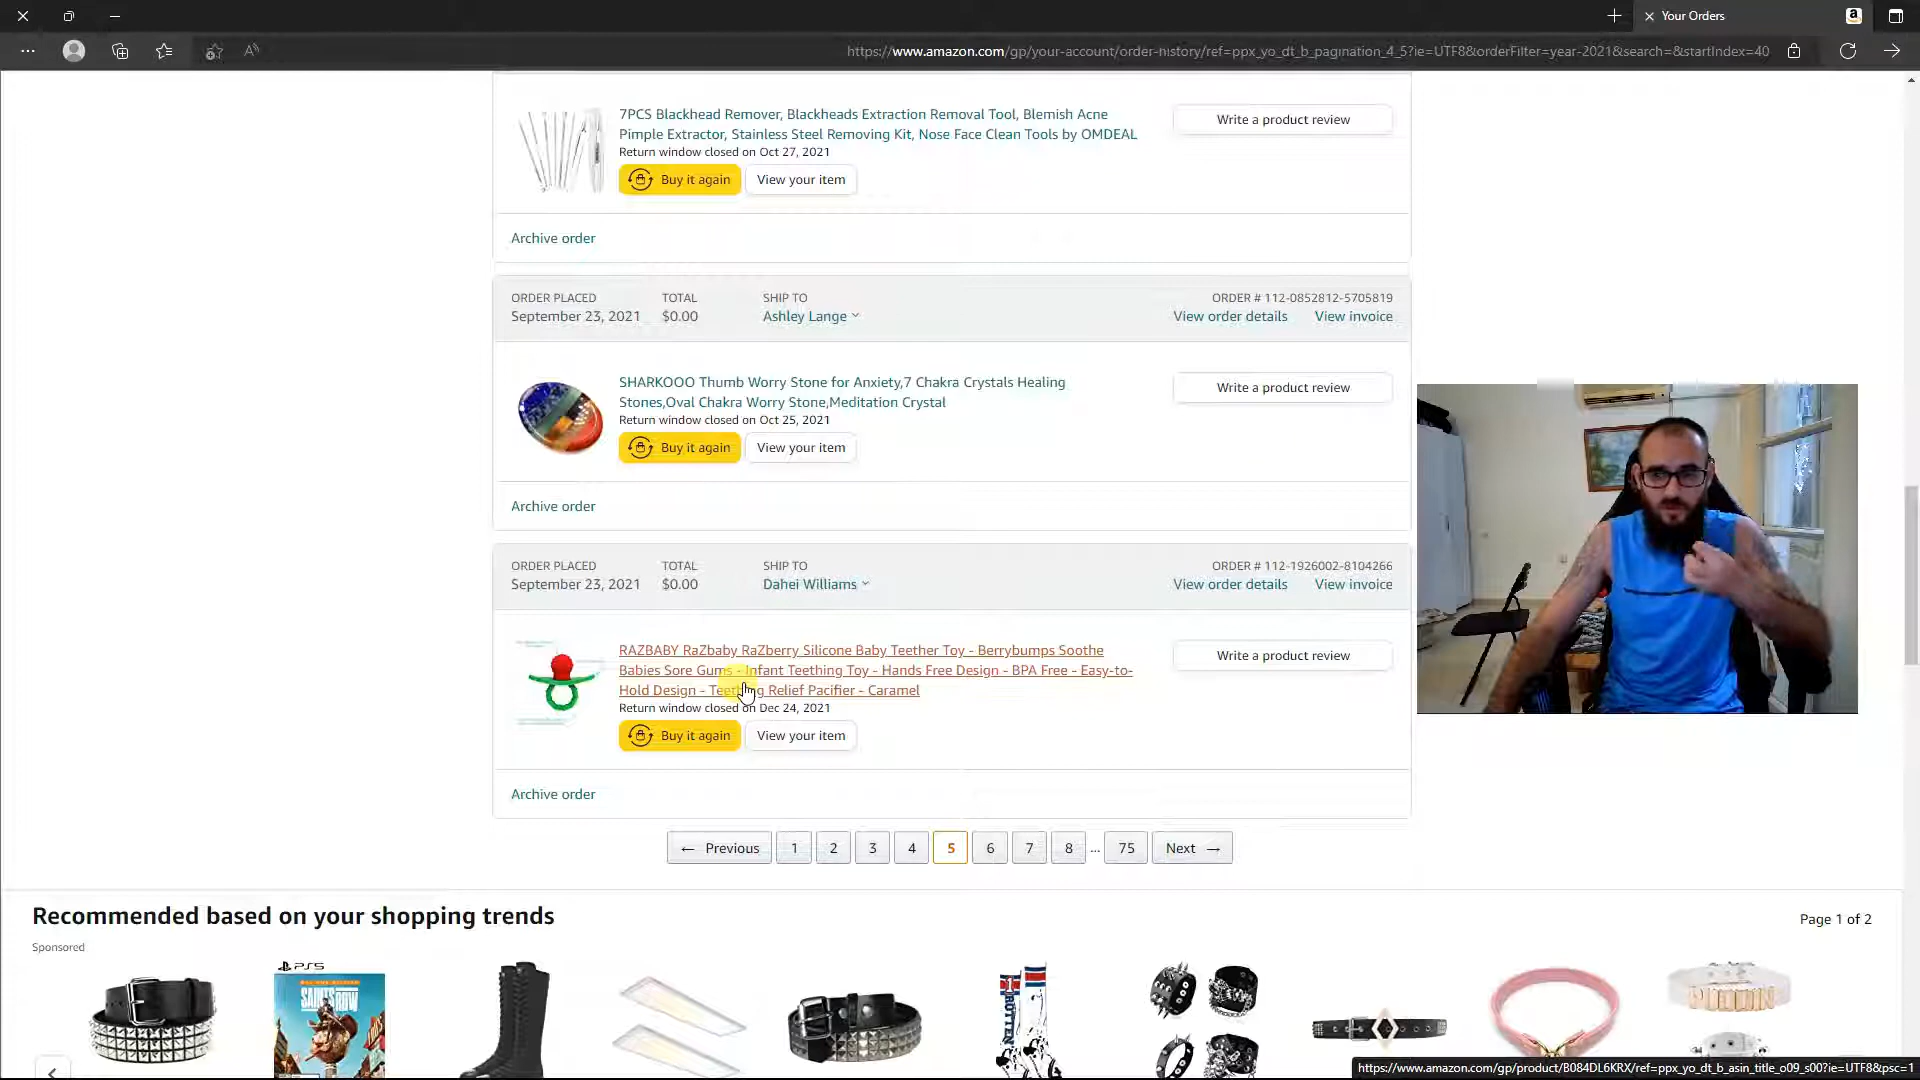 Your Orders
https://www.amazon.com/gp/your-account/order-history/ref=ppx_yo_dt_b_pagination_4_5?ie=UTF8&orderFilter=year-2021&search=&startIndex=40
7PCS Blackhead Remover, Blackheads Extraction Removal Tool, Blemish Acne
Pimple Extractor, Stainless Steel Removing Kit, Nose Face Clean Tools by OMDEAL
Write a product review
Return window closed on Oct 27, 2021
Buy it again View your item
Archive order
ORDER PLACED TOTAL SHIP TO ORDER # 112-0852812-5705819
September 23, 2021 $0.00 Ashley Lange View order details View invoice
SHARKOOO Thumb Worry Stone for Anxiety,7 Chakra Crystals Healing
Stones,Oval Chakra Worry Stone,Meditation Crystal
Write a product review
Return window closed on Oct 25, 2021
Buy it again View your item
Archive order
ORDER PLACED TOTAL SHIP TO ORDER # 112-1926002-8104266
September 23, 2021 $0.00 Dahei Williams View order details View invoice
RAZBABY RaZbaby RaZberry Silicone Baby Teether Toy - Berrybumps Soothe
Babies Sore Gums - Infant Teething Toy - Hands Free Design - BPA Free - Easy-to-
Hold Design - Teething Relief Pacifier - Caramel
Write a product review
Return window closed on Dec 24, 2021
Buy it again View your item
Archive order
← Previous 1 2 3 4 5 6 7 8 ... 75 Next →
Recommended based on your shopping trends Page 1 of 2
Sponsored
PS5
SAINTS ROW
https://www.amazon.com/gp/product/B084DL6KRX/ref=ppx_yo_dt_b_asin_title_o09_s00?ie=UTF8&psc=1